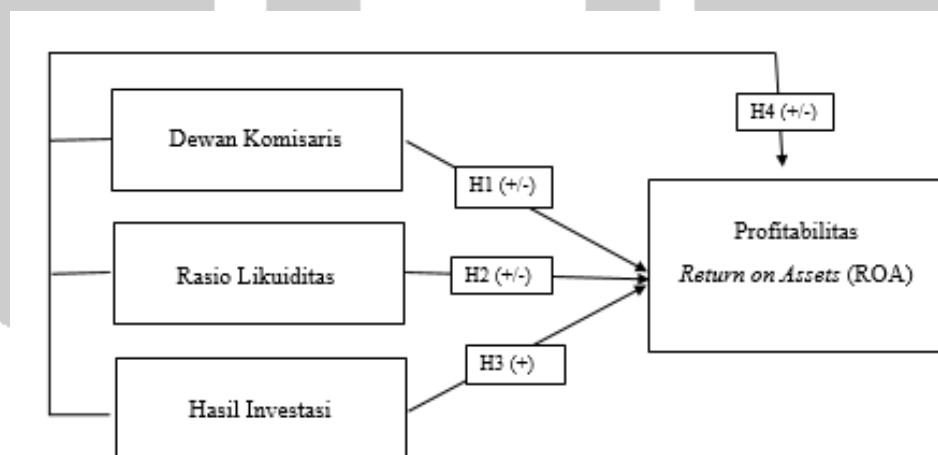 H4 (+/-)
Dewan Komisaris
H1 (+/-)
Profitabilitas
Return on Assets (ROA)
Rasio Likuiditas
H2 (+/-)
H3 (+)
Hasil Investasi